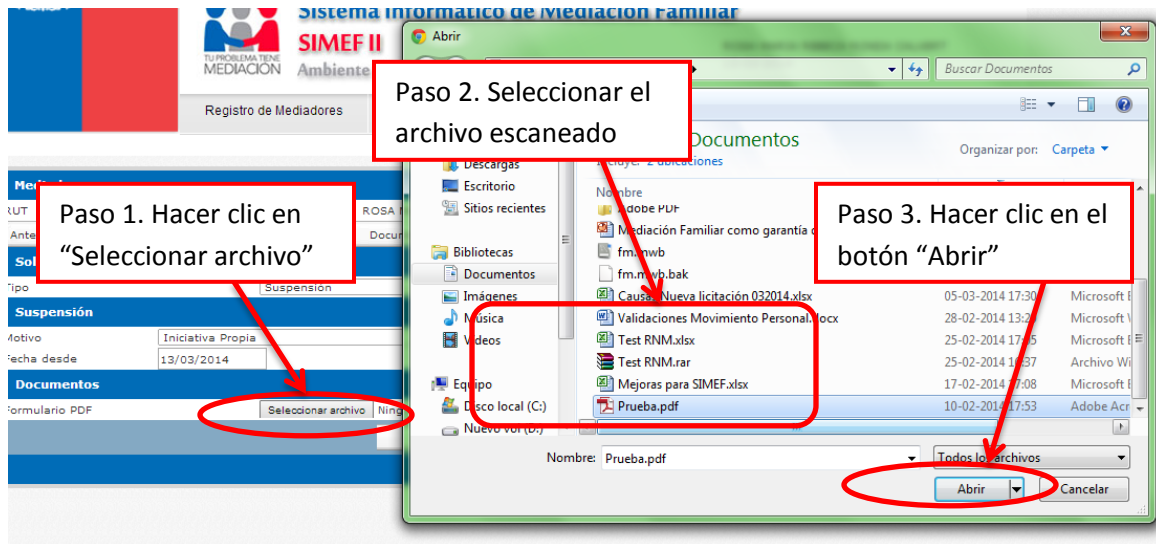 Sistema Informático de Mediación Familiar
SIMEF II
TU PROBLEMA TIENE
MEDIACIÓN
Ambiente
Registro de Mediadores
RUT
ROSA
Tipo
Suspensión
Suspensión
Motivo
Iniciativa Propia
Fecha desde
13/03/2014
Documentos
Formulario PDF
Seleccionar archivo
Paso 1. Hacer clic en
“Seleccionar archivo”
Paso 2. Seleccionar el
archivo escaneado
Paso 3. Hacer clic en el
botón “Abrir”
Abrir
Buscar Documentos
Documentos
Incluye: 2 ubicaciones
Organizar por: Carpeta
Descargas
Escritorio
Sitios recientes
Bibliotecas
Documentos
Imágenes
Música
Videos
Equipo
Disco local (C:)
Nuevo vol (D:)
Nombre
Adobe PDF
Mediación Familiar como garantía
fm.mwb
fm.mwb.bak
Causas Nueva licitación 032014.xlsx 05-03-2014 17:30 Microsoft
Validaciones Movimiento Personal.docx 28-02-2014 Microsoft
Test RNM.xlsx 25-02-2014 Microsoft
Test RNM.rar 25-02-2014 Archivo
Mejoras para SIMEF.xlsx 17-02-2014 17:08 Microsoft
Prueba.pdf 10-02-2014 17:53 Adobe Acr
Nombre: Prueba.pdf
Todos los archivos
Abrir
Cancelar